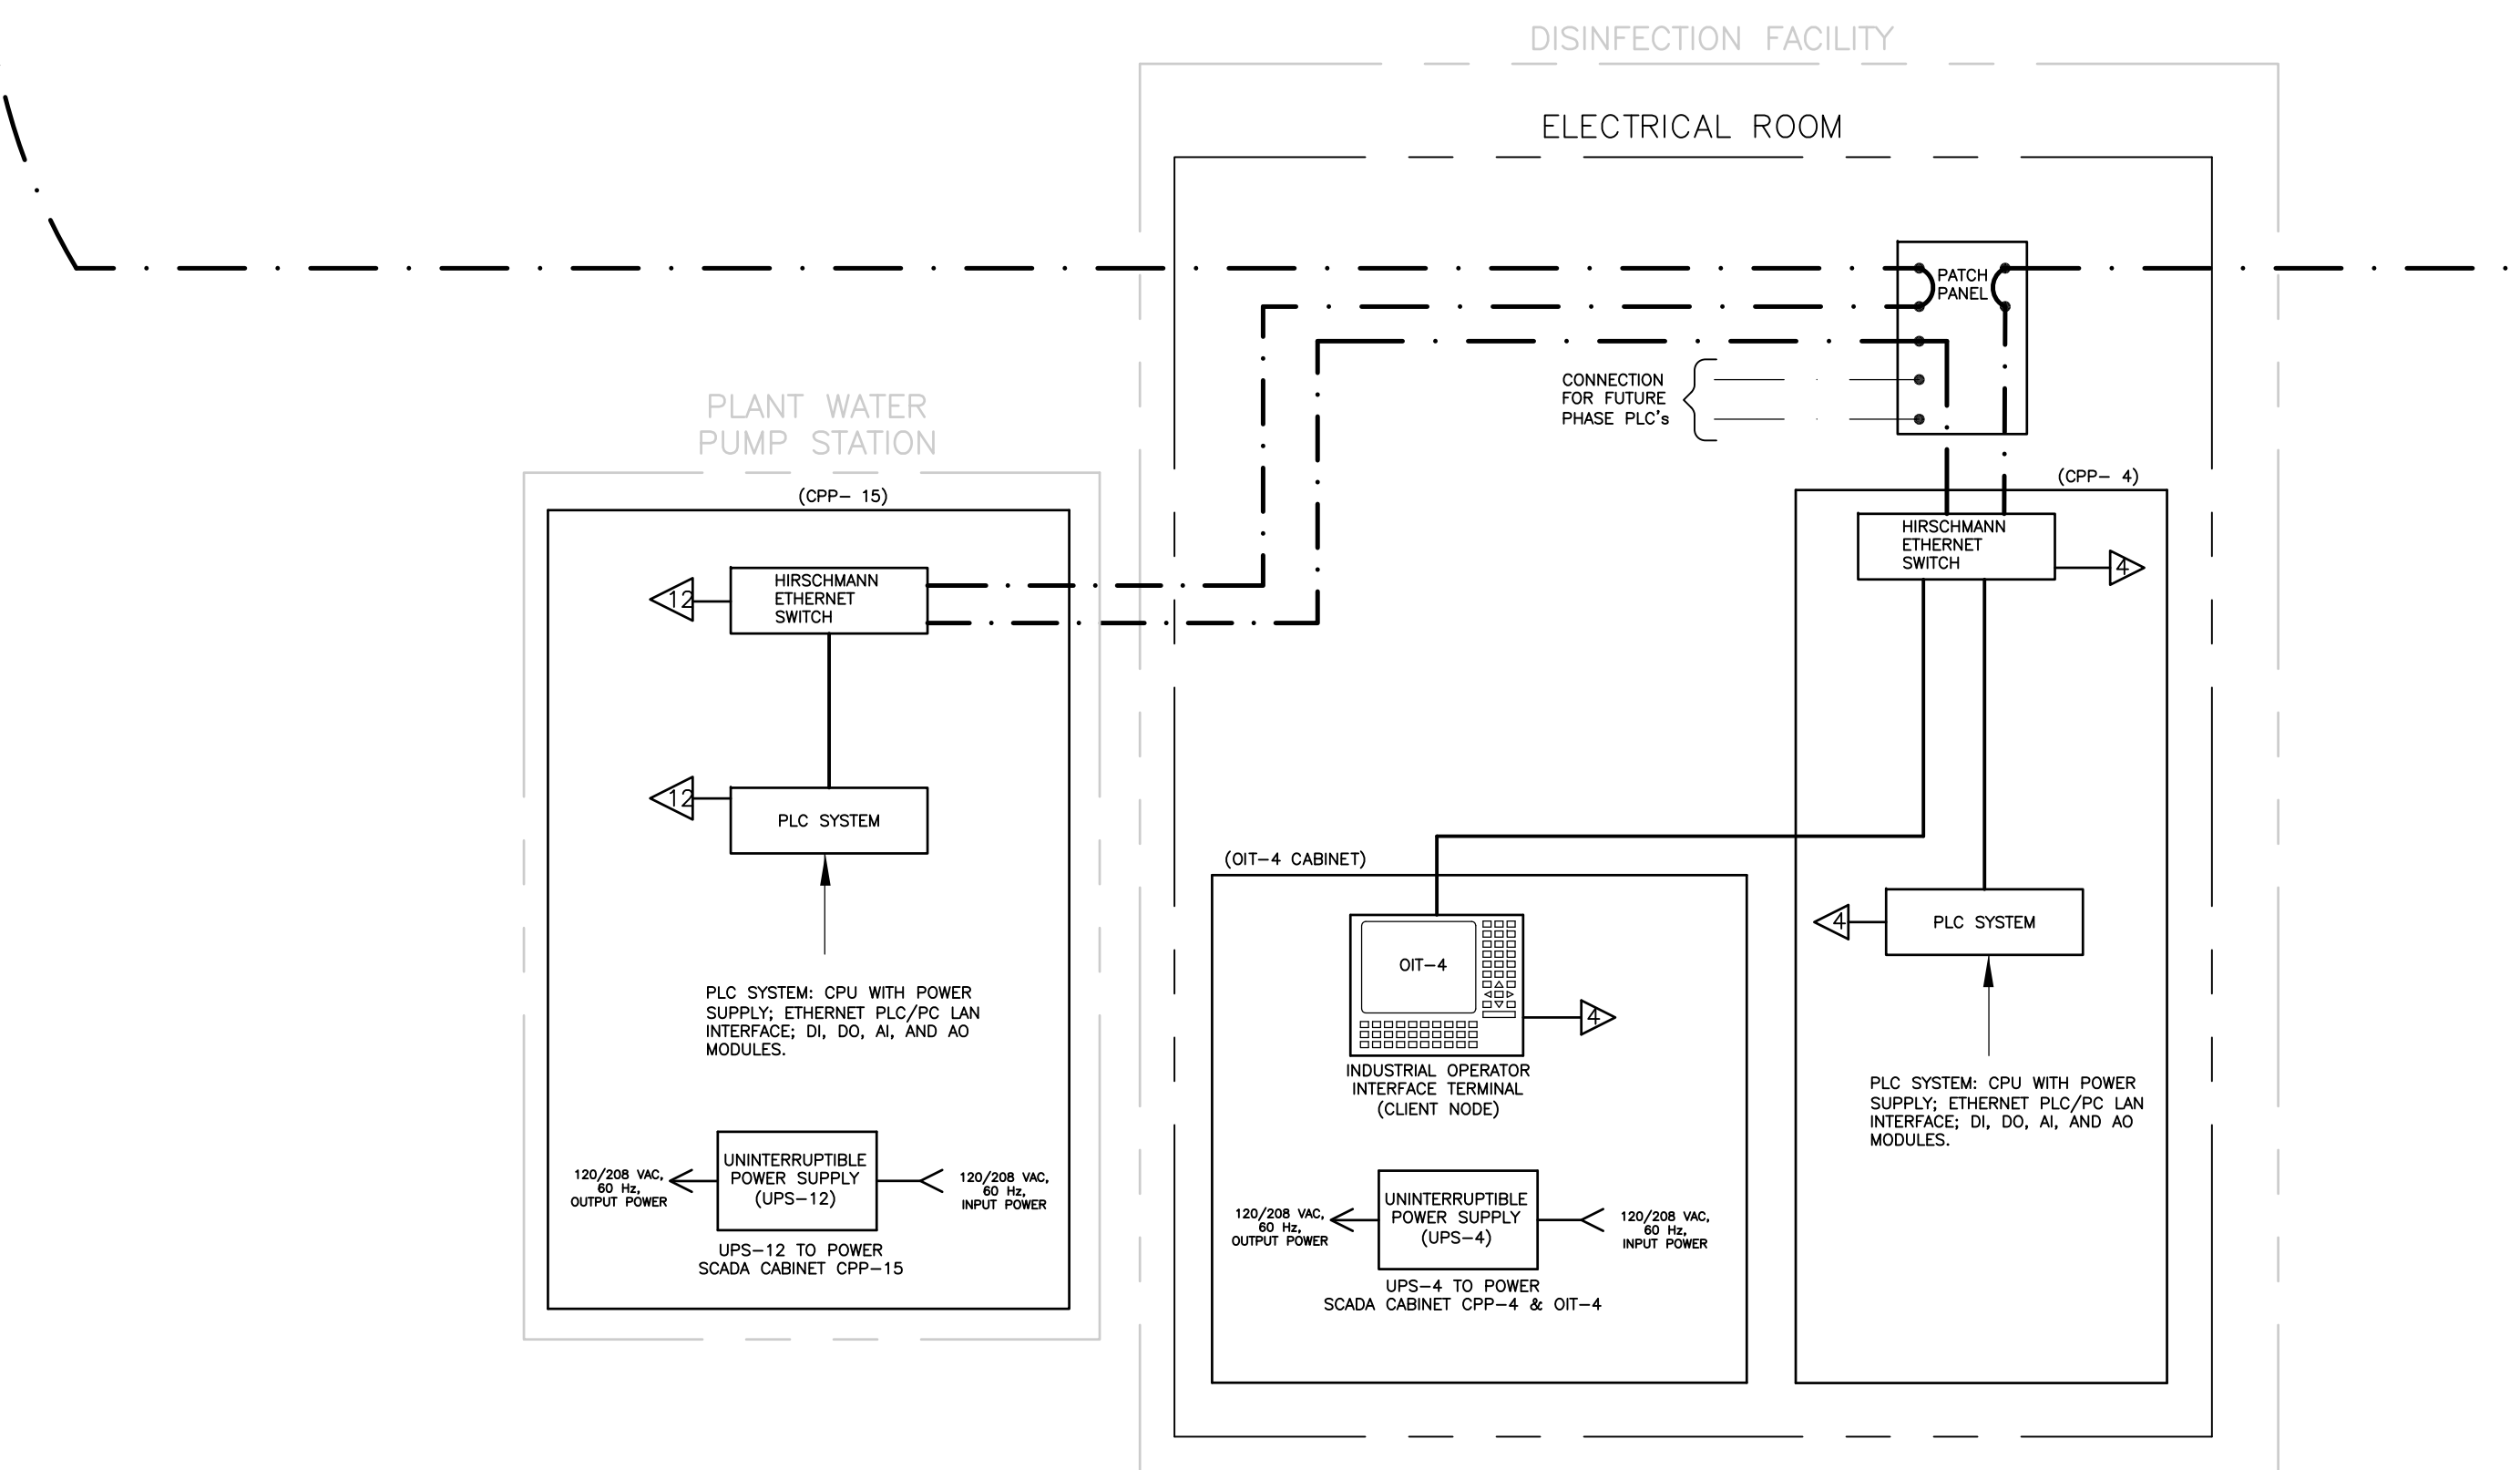 DISINFECTION FACILITY
ELECTRICAL ROOM
PATCH
PANEL
CONNECTION
FOR FUTURE
PHASE PLC's
PLANT WATER
PUMP STATION
(CPP- 15)
HIRSCHMANN
ETHERNET
SWITCH
12
12
PLC SYSTEM
PLC SYSTEM: CPU WITH POWER
SUPPLY; ETHERNET PLC/PC LAN
INTERFACE; DI, DO, AI, AND AO
MODULES.
120/208 VAC,
60 Hz,
OUTPUT POWER
UNINTERRUPTIBLE
POWER SUPPLY
(UPS-12)
120/208 VAC,
60 Hz,
INPUT POWER
UPS-12 TO POWER
SCADA CABINET CPP-15
(CPP- 4)
HIRSCHMANN
ETHERNET
SWITCH
4
(OIT-4 CABINET)
OIT-4
4
INDUSTRIAL OPERATOR
INTERFACE TERMINAL
(CLIENT NODE)
120/208 VAC,
60 Hz,
OUTPUT POWER
UNINTERRUPTIBLE
POWER SUPPLY
(UPS-4)
120/208 VAC,
60 Hz,
INPUT POWER
UPS-4 TO POWER
SCADA CABINET CPP-4 & OIT-4
4
PLC SYSTEM
PLC SYSTEM: CPU WITH POWER
SUPPLY; ETHERNET PLC/PC LAN
INTERFACE; DI, DO, AI, AND AO
MODULES.